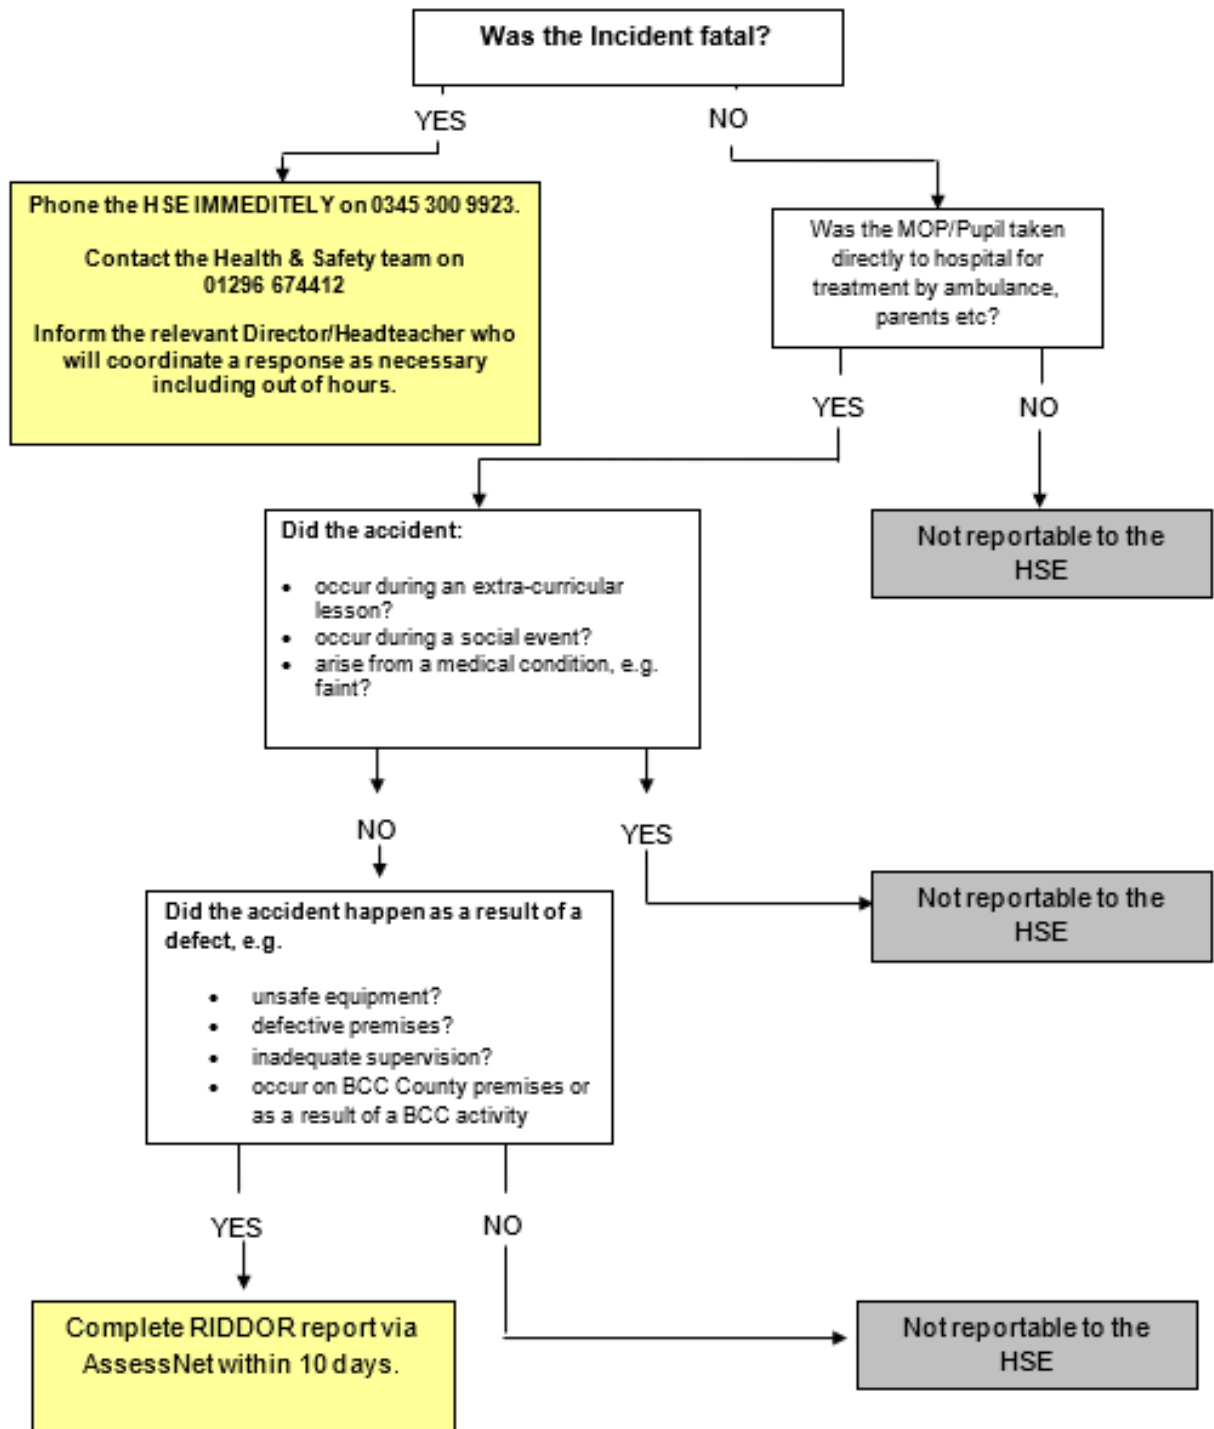 Was the Incident fatal?
YES
NO
Phone the HSE IMMEDITELY on 0345 300 9923.
Contact the Health & Safety team on
01296 674412
Inform the relevant Director/Headteacher who
will coordinate a response as necessary
including out of hours.
Was the MOP/Pupil taken
directly to hospital for
treatment by ambulance,
parents etc?
YES
NO
Did the accident:
• occur during an extra-curricular
lesson?
• occur during a social event?
• arise from a medical condition, e.g.
faint?
Not reportable to the
HSE
NO
YES
Did the accident happen as a result of a
defect, e.g.
• unsafe equipment?
• defective premises?
• inadequate supervision?
• occur on BCC County premises or
as a result of a BCC activity
Not reportable to the
HSE
YES
NO
Complete RIDDOR report via
AssessNet within 10 days.
Not reportable to the
HSE